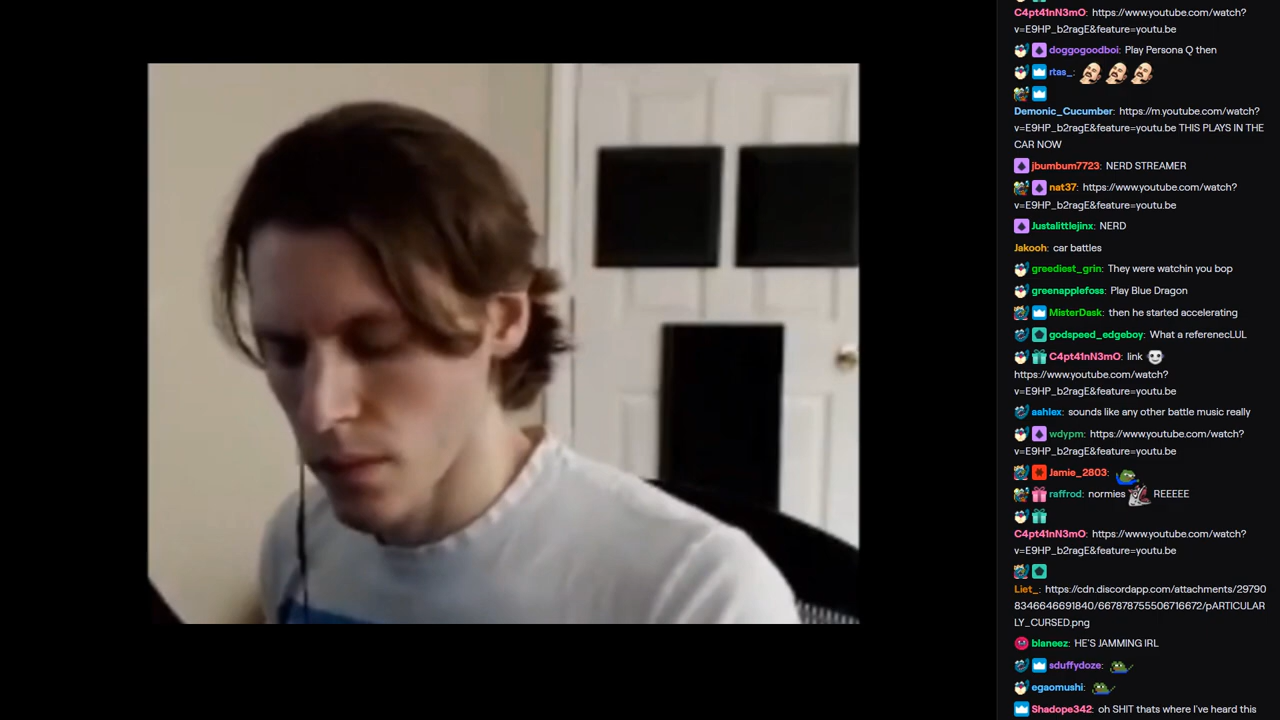 C4pt41nN3mO: https://www.youtube.com/watch?
v=E9HP_b2ragE&feature=youtu.be
doggogoodboi: Play Persona Q then
rtas_:
Demonic_Cucumber: https://m.youtube.com/watch?
v=E9HP_b2ragE&feature=youtu.be THIS PLAYS IN THE
CAR NOW
jbumbum7723: NERD STREAMER
nat37: https://www.youtube.com/watch?
v=E9HP_b2ragE&feature=youtu.be
Justalittlejinx: NERD
Jakooh: car battles
greediest_grin: They were watchin you bop
greenapplefoss: Play Blue Dragon
MisterDask: then he started accelerating
godspeed_edgeboy: What a referenecLUL
C4pt41nN3mO: link
https://www.youtube.com/watch?
v=E9HP_b2ragE&feature=youtu.be
aahlex: sounds like any other battle music really
wdypm: https://www.youtube.com/watch?
v=E9HP_b2ragE&feature=youtu.be
Jamie_2803:
raffrod: normies REEEEE
C4pt41nN3mO: https://www.youtube.com/watch?
v=E9HP_b2ragE&feature=youtu.be
Liet_: https://cdn.discordapp.com/attachments/29790
8346646691840/667878755506716672/pARTICULAR
LY_CURSED.png
blaneez: HE'S JAMMING IRL
sduffydoze:
egaomushi:
Shadope342: oh SHIT thats where I've heard this